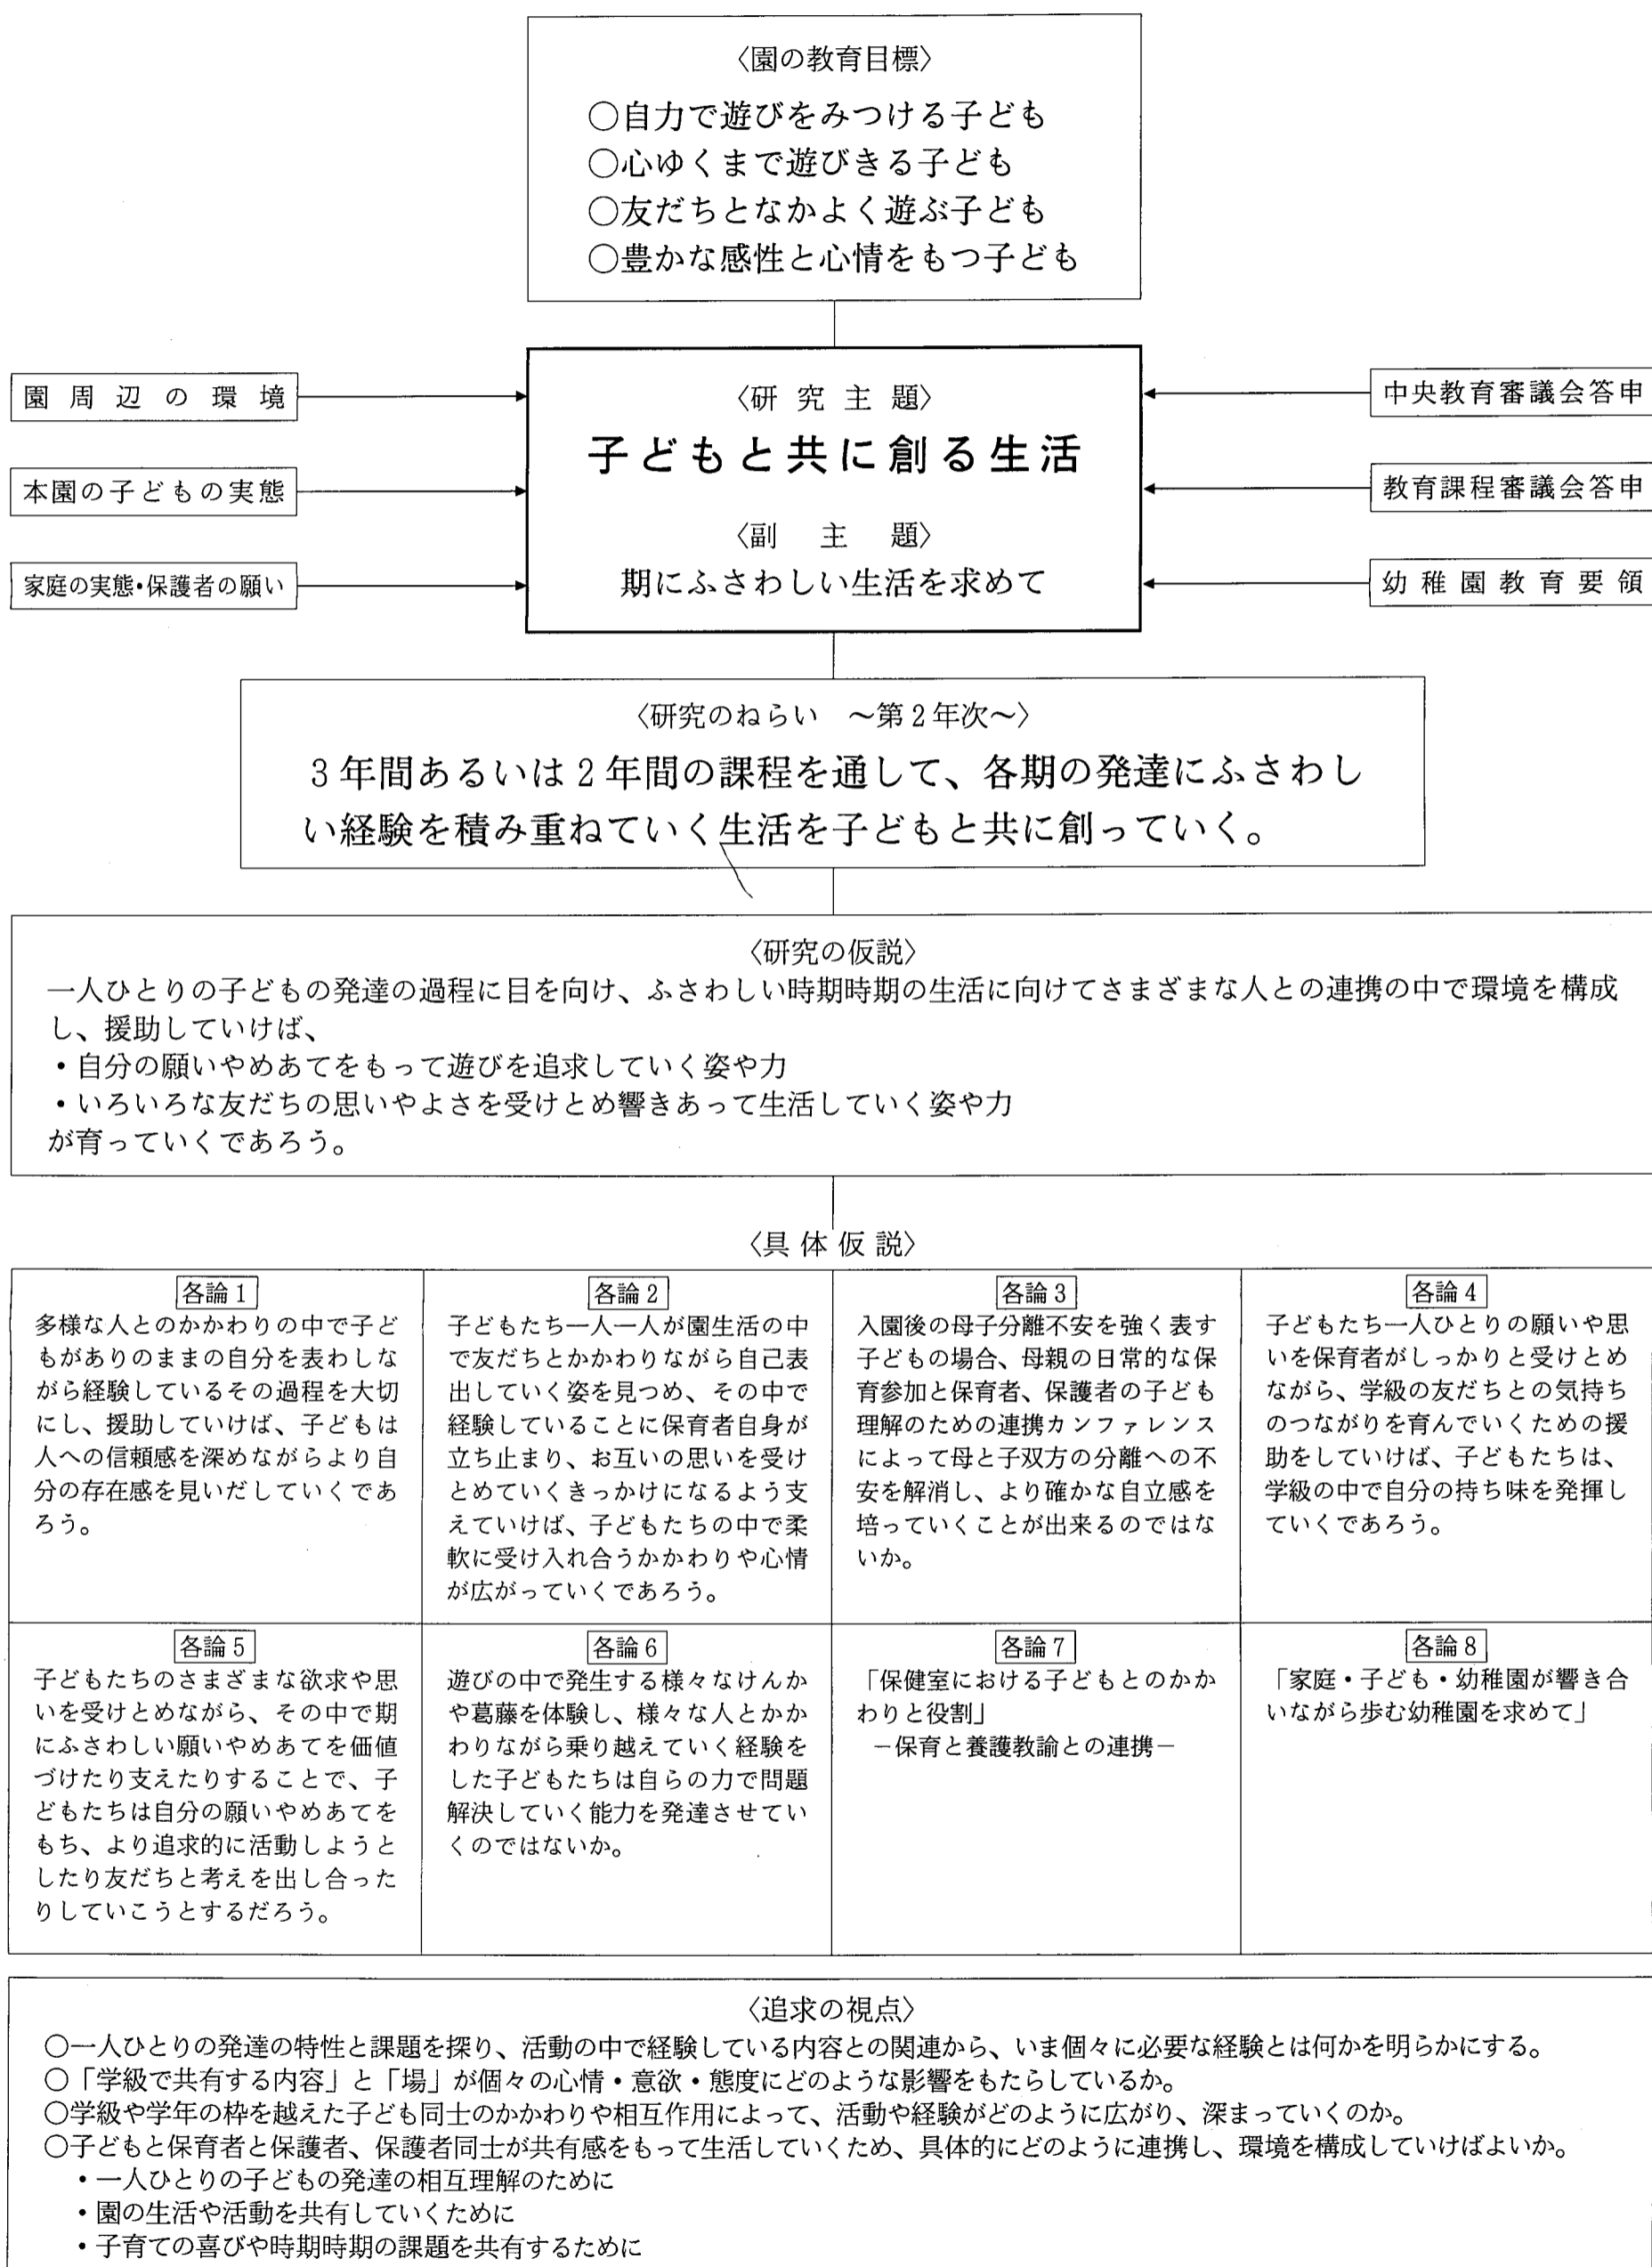 〈園の教育目標〉
○自力で遊びをみつける子ども
○心ゆくまで遊びきる子ども
○友だちとなかよく遊ぶ子ども
○豊かな感性と心情をもつ子ども
園周辺の環境
本園の子どもの実態
家庭の実態・保護者の願い
〈研究主題〉
子どもと共に創る生活
〈副主題〉
期にふさわしい生活を求めて
中央教育審議会答申
教育課程審議会答申
幼稚園教育要領
〈研究のねらい　～第2年次～〉
3年間あるいは2年間の課程を通して、各期の発達にふさわし
い経験を積み重ねていく生活を子どもと共に創っていく。
〈研究の仮説〉
一人ひとりの子どもの発達の過程に目を向け、ふさわしい時期時期の生活に向けてさまざまな人との連携の中で環境を構成
し、援助していけば、
・自分の願いやめあてをもって遊びを追求していく姿や力
・いろいろな友だちの思いやよさを受けとめ響きあって生活していく姿や力
が育っていくであろう。
〈具体仮説〉
各論1
多様な人とのかかわりの中で子ど
もがありのままの自分を表わしな
がら経験しているその過程を大切
にし、援助していけば、子どもは
人への信頼感を深めながらより自
分の存在感を見いだしていくであ
ろう。
各論2
子どもたち一人一人が園生活の中
で友だちとかかわりながら自己表
出していく姿を見つめ、その中で
経験していることに保育者自身が
立ち止まり、お互いの思いを受け
とめていくきっかけになるよう支
えていけば、子どもたちの中で柔
軟に受け入れ合うかかわりや心情
が広がっていくであろう。
各論3
入園後の母子分離不安を強く表す
子どもの場合、母親の日常的な保
育参加と保育者、保護者の子ども
理解のための連携カンファレンス
によって母と子双方の分離への不
安を解消し、より確かな自立感を
培っていくことが出来るのではな
いか。
各論4
子どもたち一人ひとりの願いや思
いを保育者がしっかりと受けとめ
ながら、学級の友だちとの気持ち
のつながりを育んでいくための援
助をしていけば、子どもたちは、
学級の中で自分の持ち味を発揮し
ていくであろう。
各論5
子どもたちのさまざまな欲求や思
いを受けとめながら、その中で期
にふさわしい願いやめあてを価値
づけたり支えたりすることで、子
どもたちは自分の願いやめあてを
もち、より追求的に活動しようと
したり友だちと考えを出し合った
りしていこうとするだろう。
各論6
遊びの中で発生する様々なけんか
や葛藤を体験し、様々な人とかか
わりながら乗り越えていく経験を
した子どもたちは自らの力で問題
解決していく能力を発達させてい
くのではないか。
各論7
「保健室における子どもとのかか
わりと役割」
－保育と養護教諭との連携－
各論8
「家庭・子ども・幼稚園が響き合
いながら歩む幼稚園を求めて」
〈追求の視点〉
○一人ひとりの発達の特性と課題を探り、活動の中で経験している内容との関連から、いま個々に必要な経験とは何かを明らかにする。
○「学級で共有する内容」と「場」が個々の心情・意欲・態度にどのような影響をもたらしているか。
○学級や学年の枠を越えた子ども同士のかかわりや相互作用によって、活動や経験がどのように広がり、深まっていくのか。
○子どもと保育者と保護者、保護者同士が共有感をもって生活していくため、具体的にどのように連携し、環境を構成していけばよいか。
・一人ひとりの子どもの発達の相互理解のために
・園の生活や活動を共有していくために
・子育ての喜びや時期時期の課題を共有するために